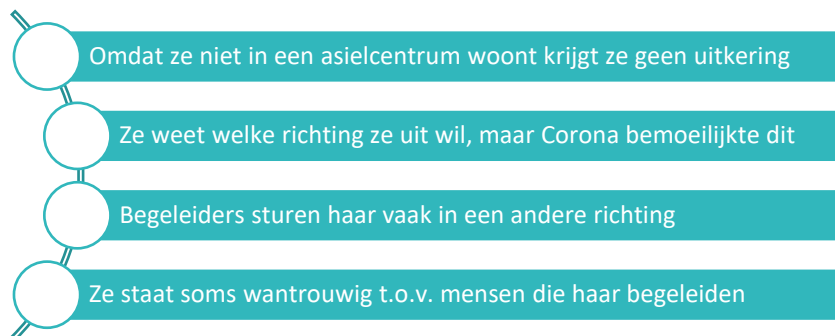 Omdat ze niet in een asielcentrum woont krijgt ze geen uitkering
Ze weet welke richting ze uit wil, maar Corona bemoeilijkte dit
Begeleiders sturen haar vaak in een andere richting
Ze staat soms wantrouwig t.o.v. mensen die haar begeleiden